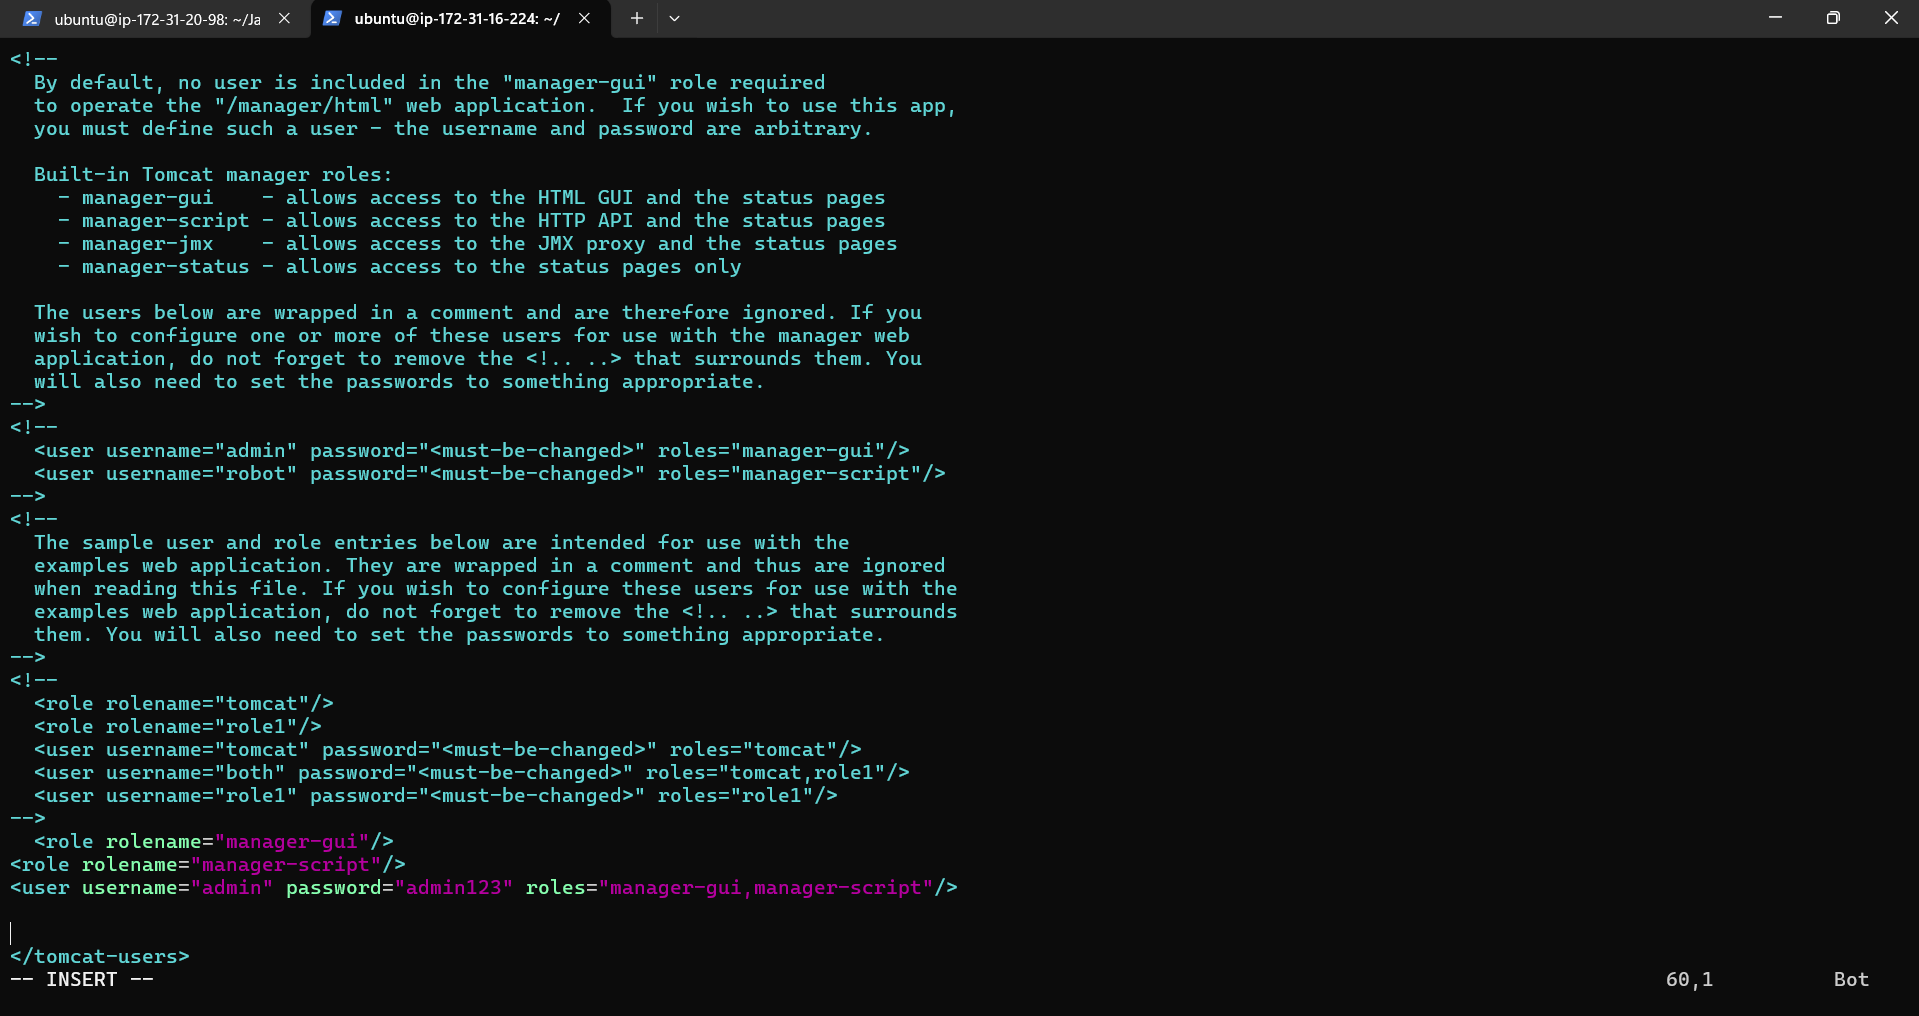 ubuntu@ip-172-31-20-98: ~/Ja
ubuntu@ip-172-31-16-224: ~/
<!--
  By default, no user is included in the "manager-gui" role required
  to operate the "/manager/html" web application.  If you wish to use this app,
  you must define such a user - the username and password are arbitrary.

  Built-in Tomcat manager roles:
    - manager-gui    - allows access to the HTML GUI and the status pages
    - manager-script - allows access to the HTTP API and the status pages
    - manager-jmx    - allows access to the JMX proxy and the status pages
    - manager-status - allows access to the status pages only

  The users below are wrapped in a comment and are therefore ignored. If you
  wish to configure one or more of these users for use with the manager web
  application, do not forget to remove the <!.. ..> that surrounds them. You
  will also need to set the passwords to something appropriate.
-->
<!--
  <user username="admin" password="<must-be-changed>" roles="manager-gui"/>
  <user username="robot" password="<must-be-changed>" roles="manager-script"/>
-->
<!--
  The sample user and role entries below are intended for use with the
  examples web application. They are wrapped in a comment and thus are ignored
  when reading this file. If you wish to configure these users for use with the
  examples web application, do not forget to remove the <!.. ..> that surrounds
  them. You will also need to set the passwords to something appropriate.
-->
<!--
  <role rolename="tomcat"/>
  <role rolename="role1"/>
  <user username="tomcat" password="<must-be-changed>" roles="tomcat"/>
  <user username="both" password="<must-be-changed>" roles="tomcat,role1"/>
  <user username="role1" password="<must-be-changed>" roles="role1"/>
-->
  <role rolename="manager-gui"/>
<role rolename="manager-script"/>
<user username="admin" password="admin123" roles="manager-gui,manager-script"/>

</tomcat-users>
-- INSERT -- 60,1 Bot